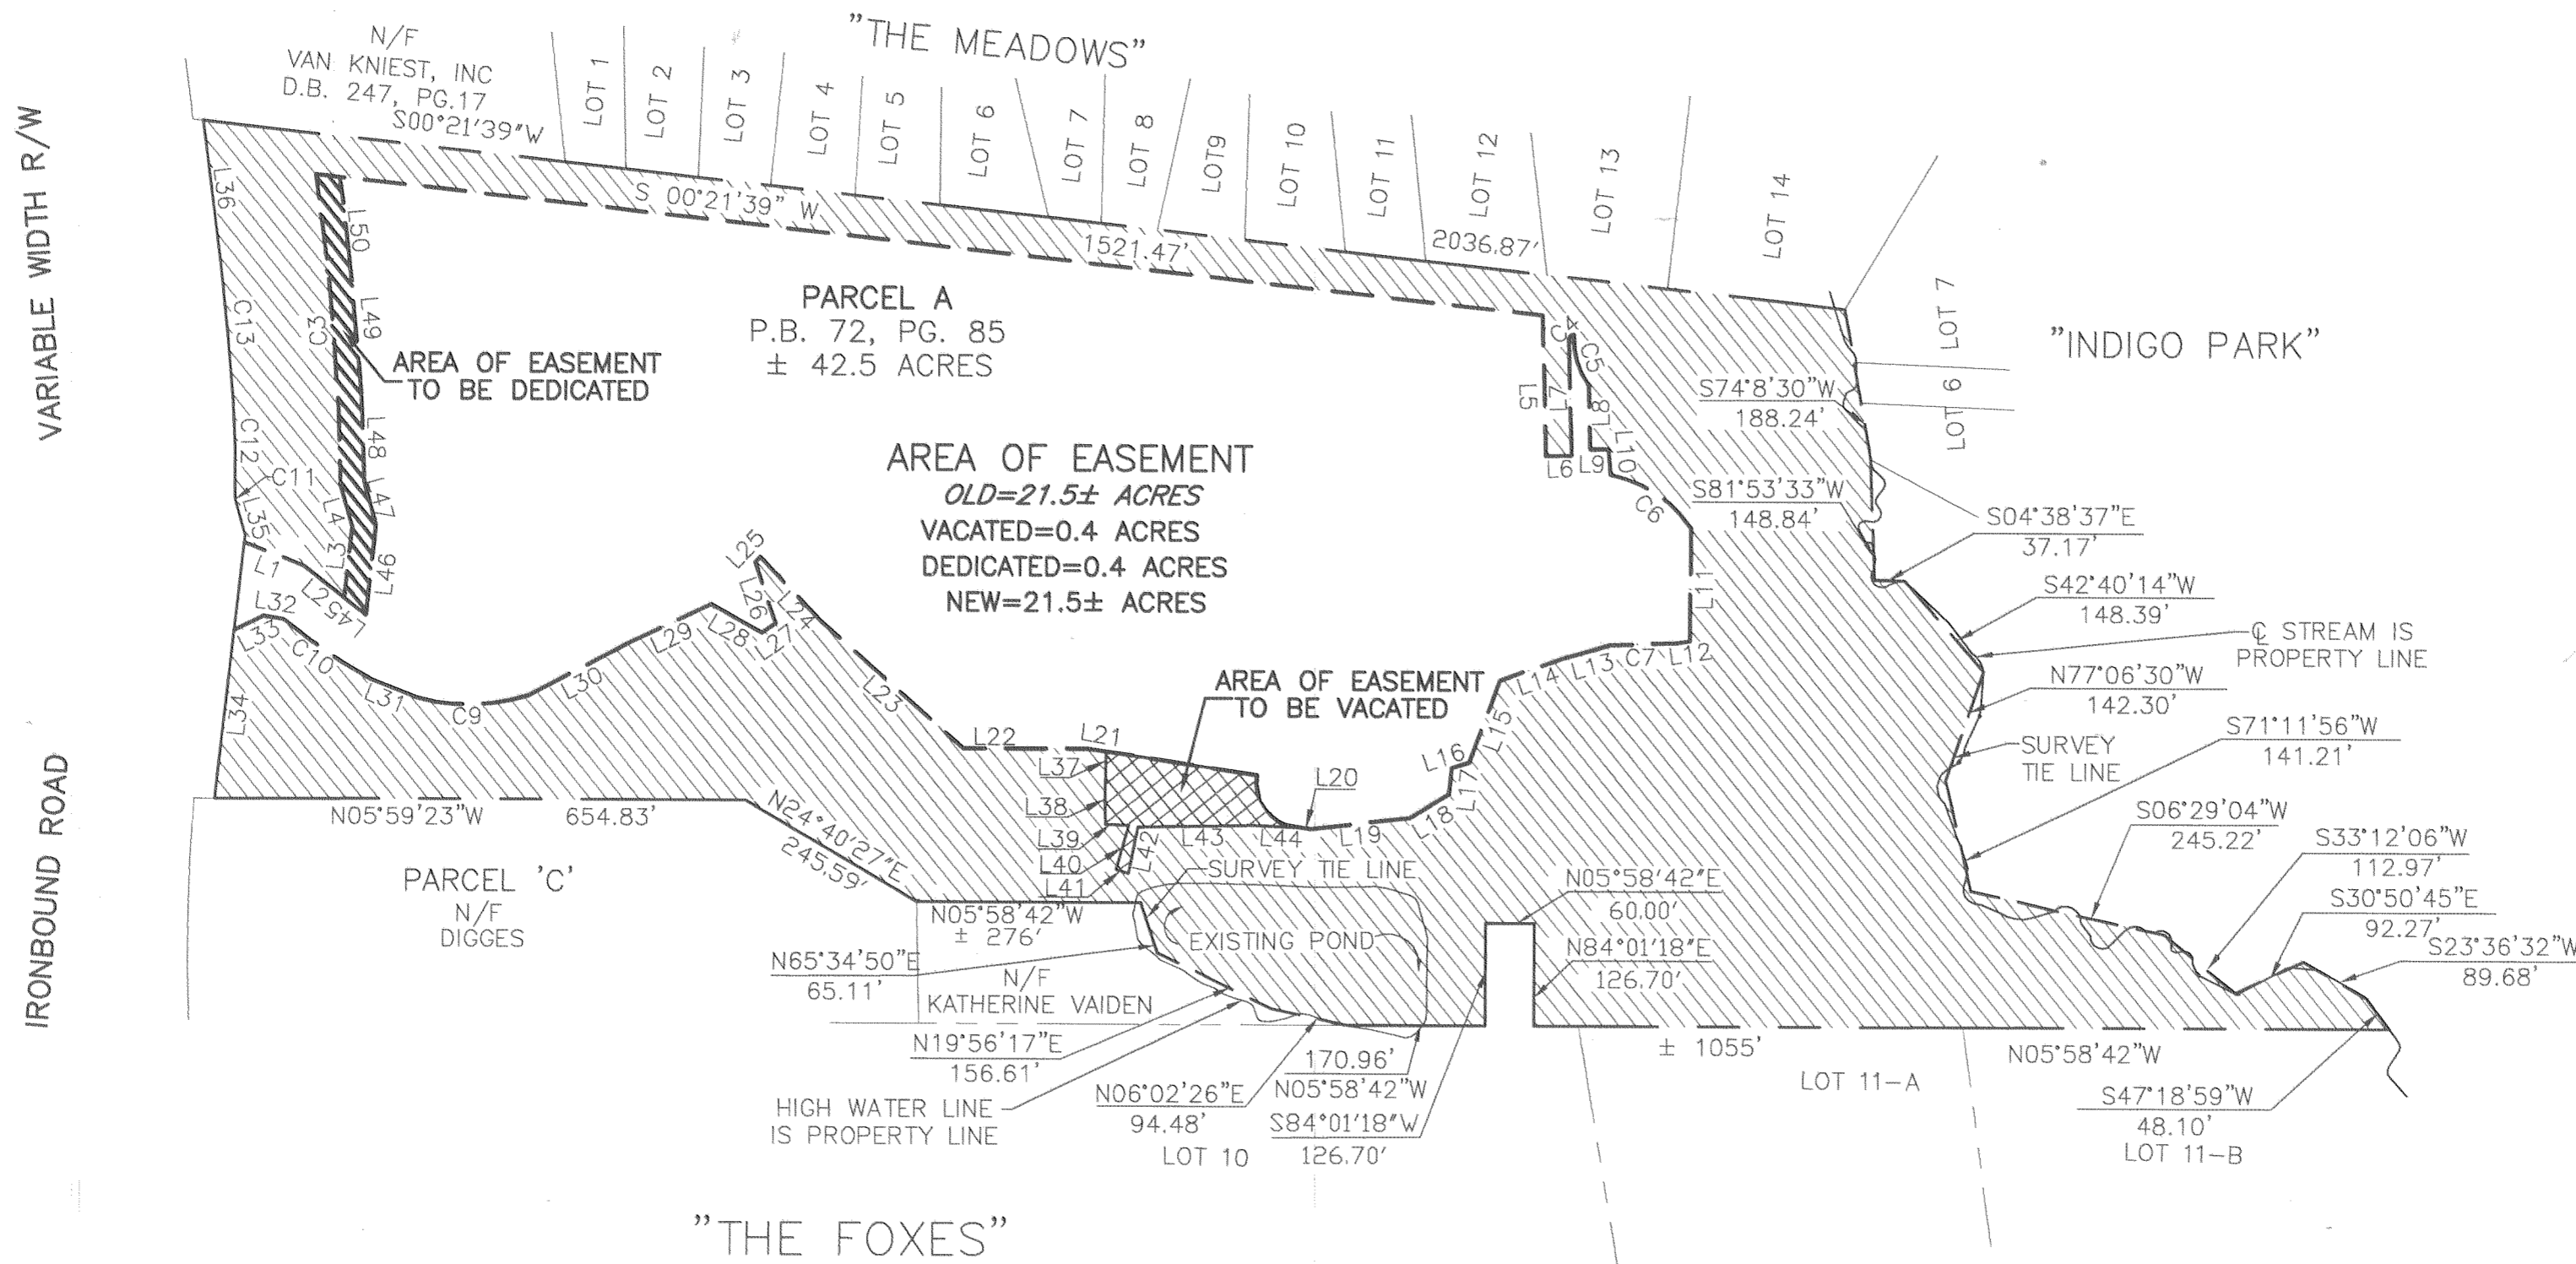 "THE MEADOWS"
N/F
VAN KNIEST, INC
D.B. 247, PG.17
S00°21'39"W
LOT 1
LOT 2
LOT 3
LOT 4
LOT 5
LOT 6
LOT 7
LOT 8
LOT9
LOT 10
LOT 11
LOT 12
LOT 13
LOT 14
VARIABLE WIDTH R/W
IRONBOUND ROAD
S 00°21'39" W
1521.47'
2036.87'
L36
C13
C12
C11
L35
L50
C3
L49
L48
L47
L4
L3
L46
L1
L2
L45
L32
L33
L34
C10
L31
C9
L30
L29
L28
L27
L26
L25
L24
L23
L22
L21
AREA OF EASEMENT
TO BE DEDICATED
PARCEL A
P.B. 72, PG. 85
± 42.5 ACRES
AREA OF EASEMENT
OLD=21.5± ACRES
VACATED=0.4 ACRES
DEDICATED=0.4 ACRES
NEW=21.5± ACRES
C4
C5
L5
L7
L8
L6
L9
L10
C6
L11
L12
C7
L13
L14
L15
L16
L17
L18
L19
L20
AREA OF EASEMENT
TO BE VACATED
L37
L38
L39
L40
L41
L42
L43
L44
LOT 7
LOT 6
"INDIGO PARK"
S74°8'30"W
188.24'
S81°53'33"W
148.84'
S04°38'37"E
37.17'
S42°40'14"W
148.39'
℄ STREAM IS
PROPERTY LINE
N77°06'30"W
142.30'
SURVEY
TIE LINE
S71°11'56"W
141.21'
S06°29'04"W
245.22'
S33°12'06"W
112.97'
S30°50'45"E
92.27'
S23°36'32"W
89.68'
S47°18'59"W
48.10'
N05°59'23"W
654.83'
N24°40'27"E
245.59'
PARCEL 'C'
N/F
DIGGES
N05°58'42"W
± 276'
SURVEY TIE LINE
EXISTING POND
N65°34'50"E
65.11'
N/F
KATHERINE VAIDEN
N19°56'17"E
156.61'
HIGH WATER LINE
IS PROPERTY LINE
N06°02'26"E
94.48'
170.96'
N05°58'42"W
S84°01'18"W
126.70'
N05°58'42"E
60.00'
N84°01'18"E
126.70'
± 1055'
N05°58'42"W
LOT 10
LOT 11-A
LOT 11-B
"THE FOXES"